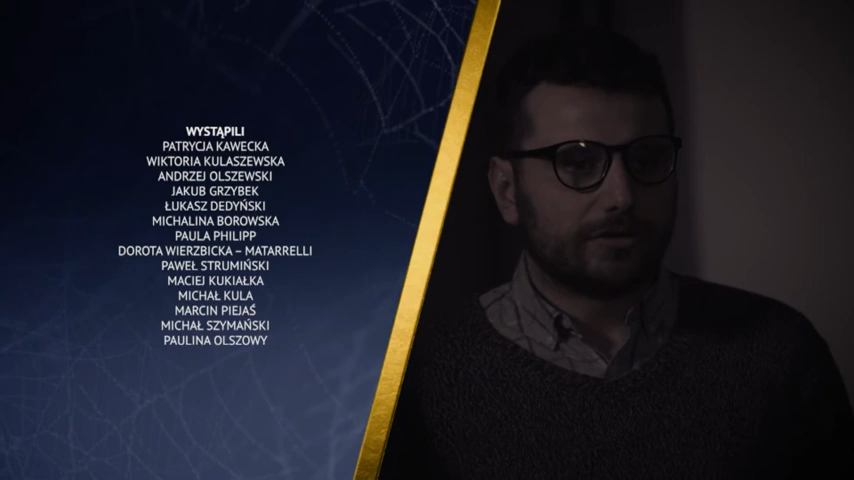 WYSTĄPILI
PATRYCJA KAWECKA
WIKTORIA KULASZEWSKA
ANDRZEJ OLSZEWSKI
JAKUB GRZYBEK
ŁUKASZ DEDYŃSKI
MICHALINA BOROWSKA
PAULA PHILIPP
DOROTA WIERZBICKA – MATARRELLI
PAWEŁ STRUMIŃSKI
MACIEJ KUKIAŁKA
MICHAŁ KULA
MARCIN PIEJAŚ
MICHAŁ SZYMAŃSKI
PAULINA OLSZOWY